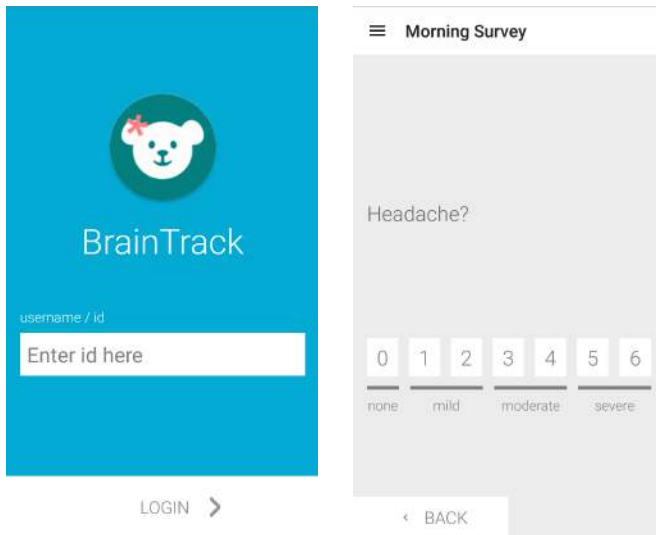 BrainTrack
username / id
Enter id here
LOGIN
Morning Survey
Headache?
0 1 2 3 4 5 6
none mild moderate severe
BACK